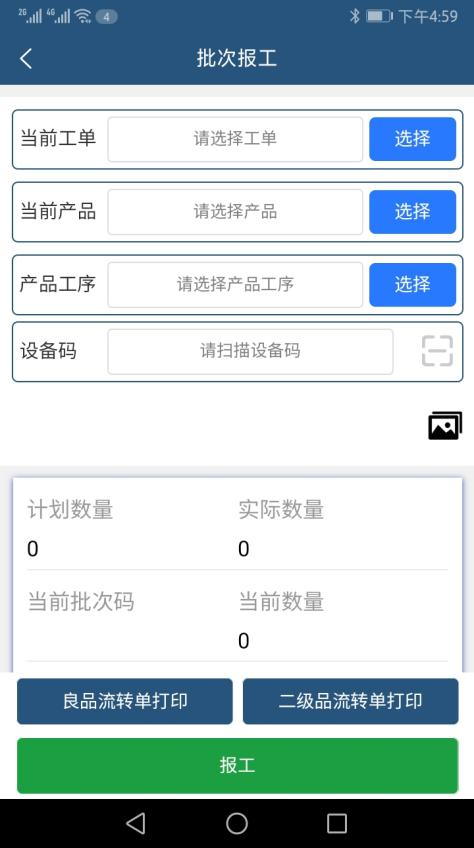 2G 4G 4 下午4:59
批次报工
当前工单 请选择工单 选择
当前产品 请选择产品 选择
产品工序 请选择产品工序 选择
设备码 请扫描设备码
计划数量 实际数量
0 0
当前批次码 当前数量
0
良品流转单打印 二级品流转单打印
报工